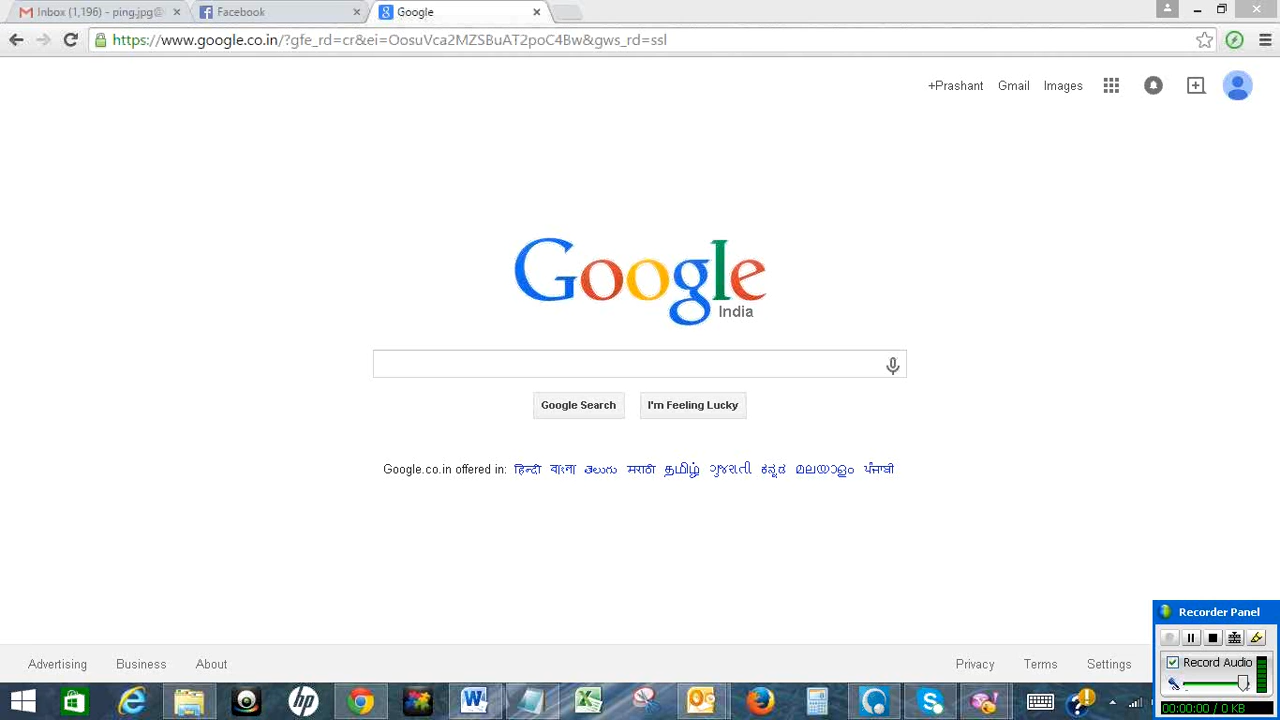 Inbox (1,196) - ping.jpg@
Facebook
Google
https://www.google.co.in/?gfe_rd=cr&ei=OosuVca2MZSBuAT2poC4Bw&gws_rd=ssl
+Prashant Gmail Images
Google
India
Google Search I'm Feeling Lucky
Google.co.in offered in: हिन्दी বাংলা తెలుగు मराठी தமிழ் ગુજરાતી ಕನ್ನಡ മലയാളം ਪੰਜਾਬੀ
Recorder Panel
Record Audio
00:00:00 / 0 KB
Advertising Business About Privacy Terms Settings